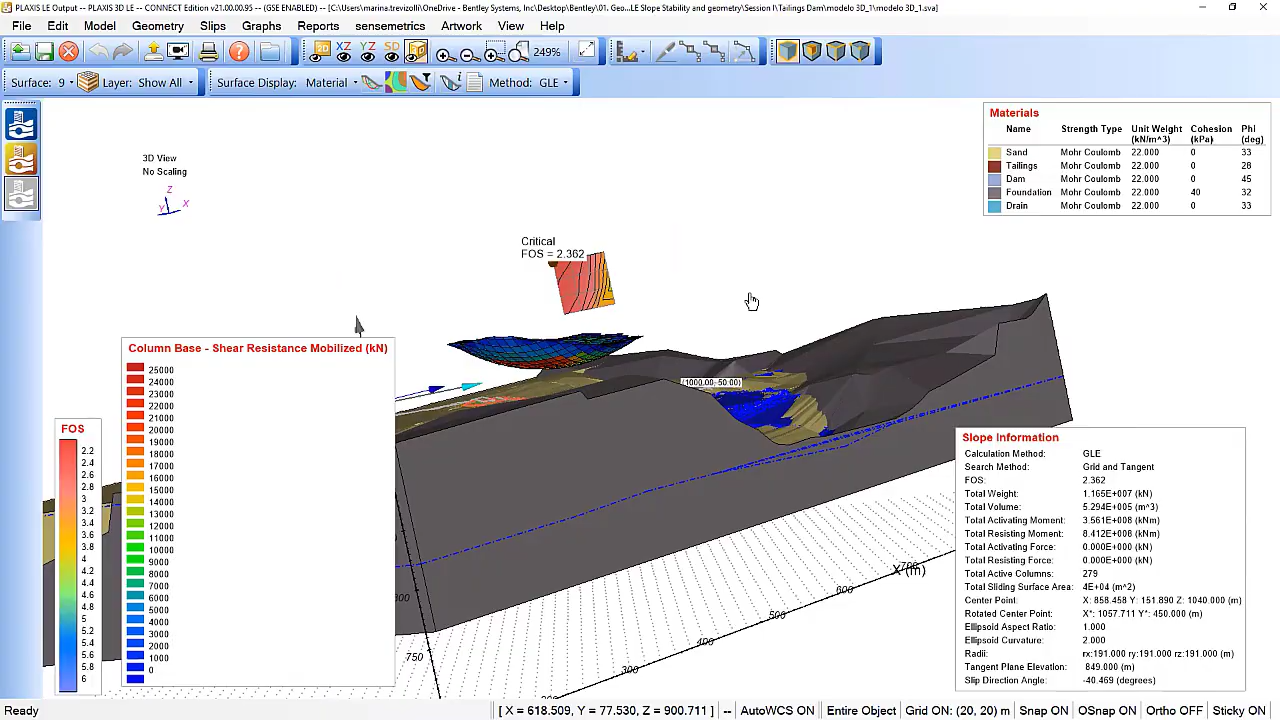 PLAXIS LE Output -- PLAXIS 3D LE -- CONNECT Edition v21.00.00.95 -- (GSE ENABLED) -- [C:\Users\marina.trevizolli\OneDrive - Bentley Systems, Inc\Desktop\Bentley\01. Geo....LE Slope Stability and geometry\Session I\Tailings Dam\modelo 3D_1\modelo 3D_1.sva]
File Edit Model Geometry Slips Graphs Reports sensemetrics Artwork View Help
2D XZ YZ SD 249%
Surface: 9 Layer: Show All Surface Display: Material Method: GLE
3D View
No Scaling
Z
Y X
Materials
Name Strength Type Unit Weight (kN/m^3) Cohesion (kPa) Phi (deg)
Sand Mohr Coulomb 22.000 0 33
Tailings Mohr Coulomb 22.000 0 28
Dam Mohr Coulomb 22.000 0 45
Foundation Mohr Coulomb 22.000 40 32
Drain Mohr Coulomb 22.000 0 33
Critical
FOS = 2.362
(1000.00,-50.00)
Column Base - Shear Resistance Mobilized (kN)
25000
24000
23000
22000
21000
20000
19000
18000
17000
16000
15000
14000
13000
12000
11000
10000
9000
8000
7000
6000
5000
4000
3000
2000
1000
0
FOS
2.2
2.4
2.6
2.8
3
3.2
3.4
3.6
3.8
4
4.2
4.4
4.6
4.8
5
5.2
5.4
5.6
5.8
6
800
750
300
400
500
600
700
X (m)
Slope Information
Calculation Method: GLE
Search Method: Grid and Tangent
FOS: 2.362
Total Weight: 1.165E+007 (kN)
Total Volume: 5.294E+005 (m^3)
Total Activating Moment: 3.561E+008 (kNm)
Total Resisting Moment: 8.412E+008 (kNm)
Total Activating Force: 0.000E+000 (kN)
Total Resisting Force: 0.000E+000 (kN)
Total Active Columns: 279
Total Sliding Surface Area: 4E+04 (m^2)
Center Point: X: 858.458 Y: 151.890 Z: 1040.000 (m)
Rotated Center Point: X": 1057.711 Y": 450.000 (m)
Ellipsoid Aspect Ratio: 1.000
Ellipsoid Curvature: 2.000
Radii: rx:191.000 ry:191.000 rz:191.000 (m)
Tangent Plane Elevation: 849.000 (m)
Slip Direction Angle: -40.469 (degrees)
Ready [ X = 618.509, Y = 77.530, Z = 900.711 ] -- AutoWCS ON Entire Object Grid ON: (20, 20) m Snap ON OSnap ON Ortho OFF Sticky ON